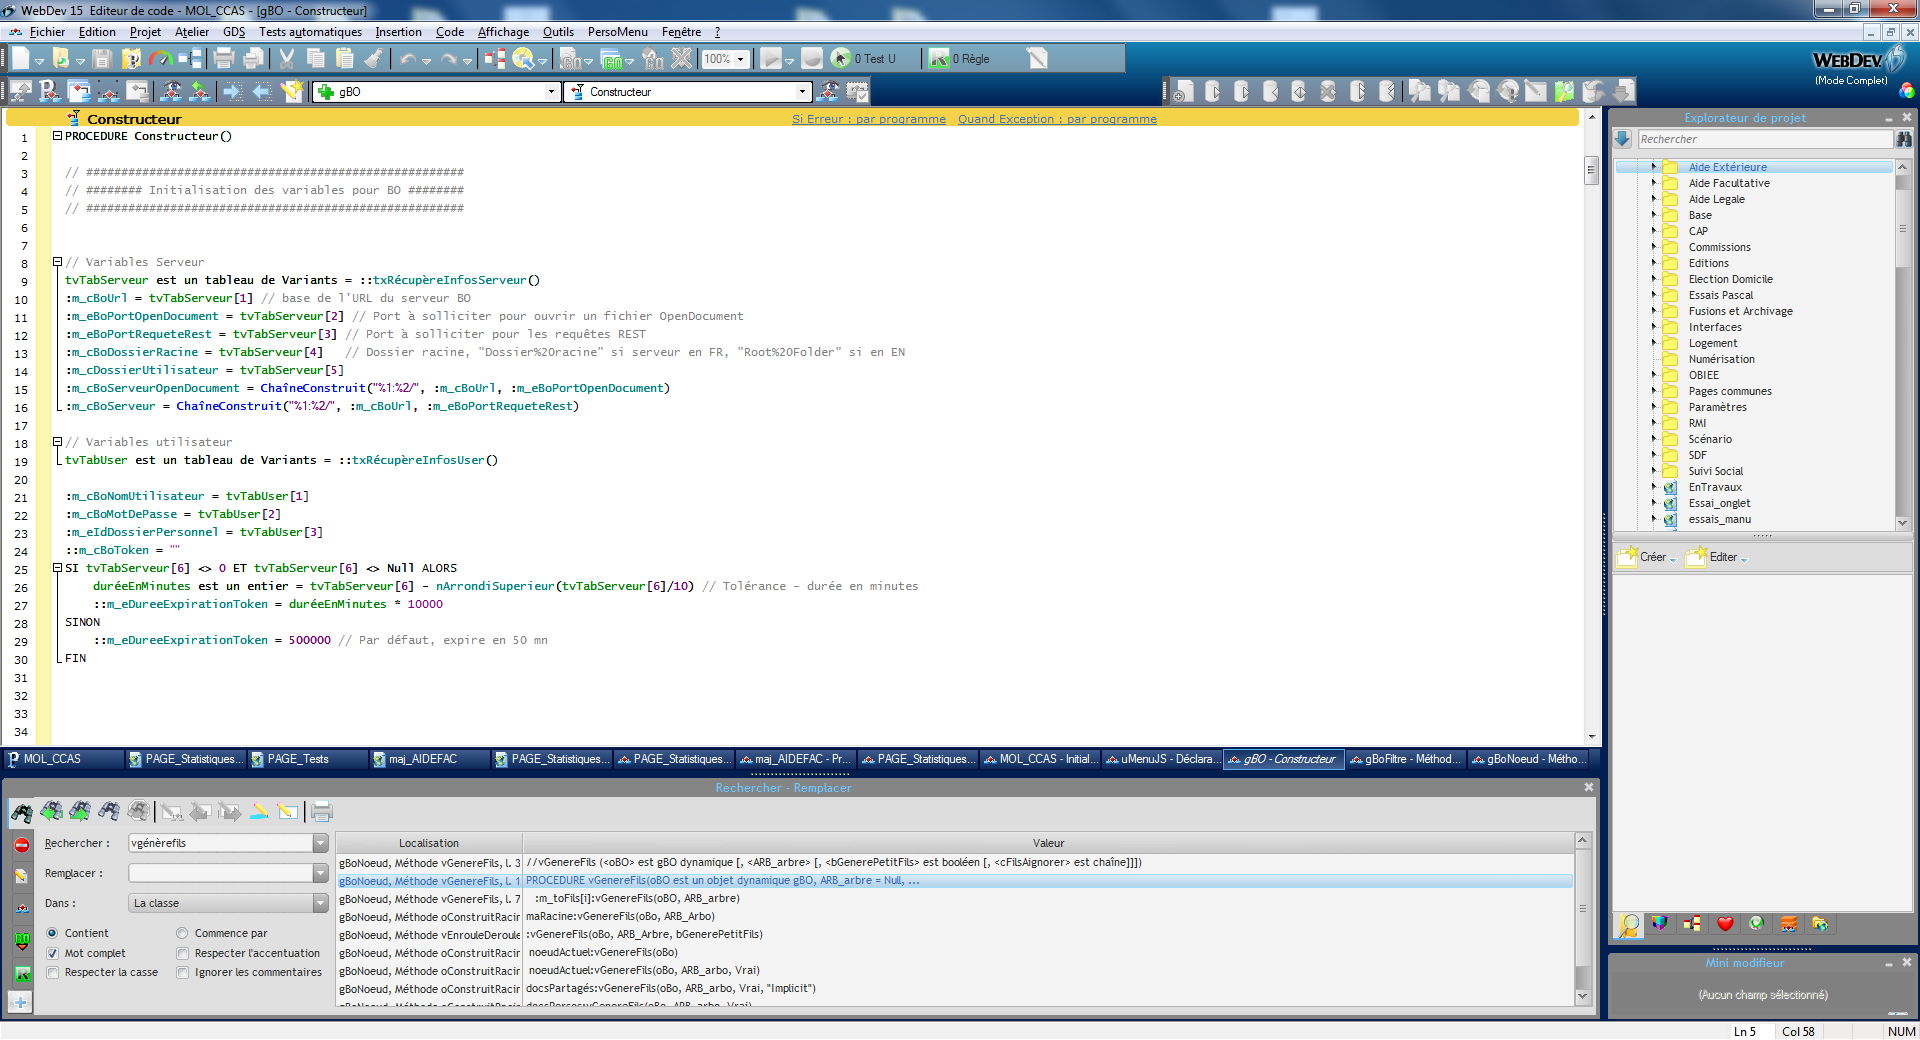 WebDev 15  Editeur de code - MOL_CCAS - [gBO - Constructeur]
Fichier Edition Projet Atelier GDS Tests automatiques Insertion Code Affichage Outils PersoMenu Fenêtre ?
100% 0 Test U 0 Règle
WEBDEV
(Mode Complet)
gBO Constructeur
Constructeur Si Erreur : par programme Quand Exception : par programme
1 PROCEDURE Constructeur()
2
3 // ######################################################
4 // ######## Initialisation des variables pour BO ########
5 // ######################################################
6
7
8 // Variables Serveur
9 tvTabServeur est un tableau de Variants = ::txRécupèreInfosServeur()
10 :m_cBoUrl = tvTabServeur[1] // base de l'URL du serveur BO
11 :m_eBoPortOpenDocument = tvTabServeur[2] // Port à solliciter pour ouvrir un fichier OpenDocument
12 :m_eBoPortRequeteRest = tvTabServeur[3] // Port à solliciter pour les requêtes REST
13 :m_cBoDossierRacine = tvTabServeur[4]   // Dossier racine, "Dossier%20racine" si serveur en FR, "Root%20Folder" si en EN
14 :m_cDossierUtilisateur = tvTabServeur[5]
15 :m_cBoServeurOpenDocument = ChaîneConstruit("%1:%2/", :m_cBoUrl, :m_eBoPortOpenDocument)
16 :m_cBoServeur = ChaîneConstruit("%1:%2/", :m_cBoUrl, :m_eBoPortRequeteRest)
17
18 // Variables utilisateur
19 tvTabUser est un tableau de Variants = ::txRécupèreInfosUser()
20
21 :m_cBoNomUtilisateur = tvTabUser[1]
22 :m_cBoMotDePasse = tvTabUser[2]
23 :m_eIdDossierPersonnel = tvTabUser[3]
24 ::m_cBoToken = ""
25 SI tvTabServeur[6] <> 0 ET tvTabServeur[6] <> Null ALORS
26 duréeEnMinutes est un entier = tvTabServeur[6] - nArrondiSuperieur(tvTabServeur[6]/10) // Tolérance - durée en minutes
27 ::m_eDureeExpirationToken = duréeEnMinutes * 10000
28 SINON
29 ::m_eDureeExpirationToken = 500000 // Par défaut, expire en 50 mn
30 FIN
31
32
33
34
Explorateur de projet
Rechercher
Aide Extérieure
Aide Facultative
Aide Legale
Base
CAP
Commissions
Editions
Election Domicile
Essais Pascal
Fusions et Archivage
Interfaces
Logement
Numérisation
OBIEE
Pages communes
Paramètres
RMI
Scénario
SDF
Suivi Social
EnTravaux
Essai_onglet
essais_manu
Créer Editer
MOL_CCAS PAGE_Statistiques... PAGE_Tests maj_AIDEFAC PAGE_Statistiques... PAGE_Statistiques... maj_AIDEFAC - Pr... PAGE_Statistiques... MOL_CCAS - Initial... uMenuJS - Déclara... gBO - Constructeur gBoFiltre - Méthod... gBoNoeud - Métho...
Rechercher - Remplacer
Rechercher : vgénèrefils
Remplacer :
Dans : La classe
Contient Commence par
Mot complet Respecter l'accentuation
Respecter la casse Ignorer les commentaires
Localisation Valeur
gBoNoeud, Méthode vGenereFils, l. 3 //vGenereFils (<oBO> est gBO dynamique [, <ARB_arbre> [, <bGenerePetitFils> est booléen [, <cFilsAignorer> est chaîne]]])
gBoNoeud, Méthode vGenereFils, l. 1 PROCEDURE vGenereFils(oBO est un objet dynamique gBO, ARB_arbre = Null, ...
gBoNoeud, Méthode vGenereFils, l. 7 :m_toFils[i]:vGenereFils(oBO, ARB_arbre)
gBoNoeud, Méthode oConstruitRacir maRacine:vGenereFils(oBo, ARB_Arbo)
gBoNoeud, Méthode vEnrouleDeroule :vGenereFils(oBo, ARB_Arbre, bGenerePetitFils)
gBoNoeud, Méthode oConstruitRacir noeudActuel:vGenereFils(oBo)
gBoNoeud, Méthode oConstruitRacir noeudActuel:vGenereFils(oBo, ARB_arbo, Vrai)
gBoNoeud, Méthode oConstruitRacir docsPartagés:vGenereFils(oBo, ARB_arbo, Vrai, "Implicit")
gBoNoeud, Méthode oConstruitRacir docsPersos:vGenereFils(oBo, ARB_arbo, Vrai)
Mini modifieur
(Aucun champ sélectionné)
Ln 5 Col 58 NUM